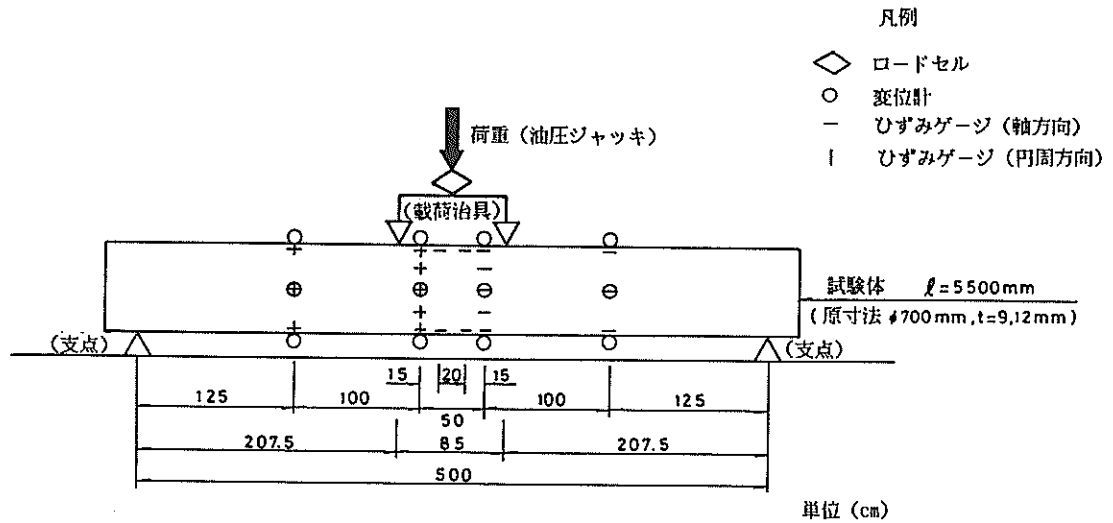 凡例
ロードセル
変位計
ひずみゲージ (軸方向)
ひずみゲージ (円周方向)
荷重 (油圧ジャッキ)
(載荷治具)
試験体 ℓ=5500mm
(原寸法 φ700mm, t=9,12mm)
(支点)
(支点)
15 20 15
125 100 100 125
50
207.5 85 207.5
500
単位 (cm)